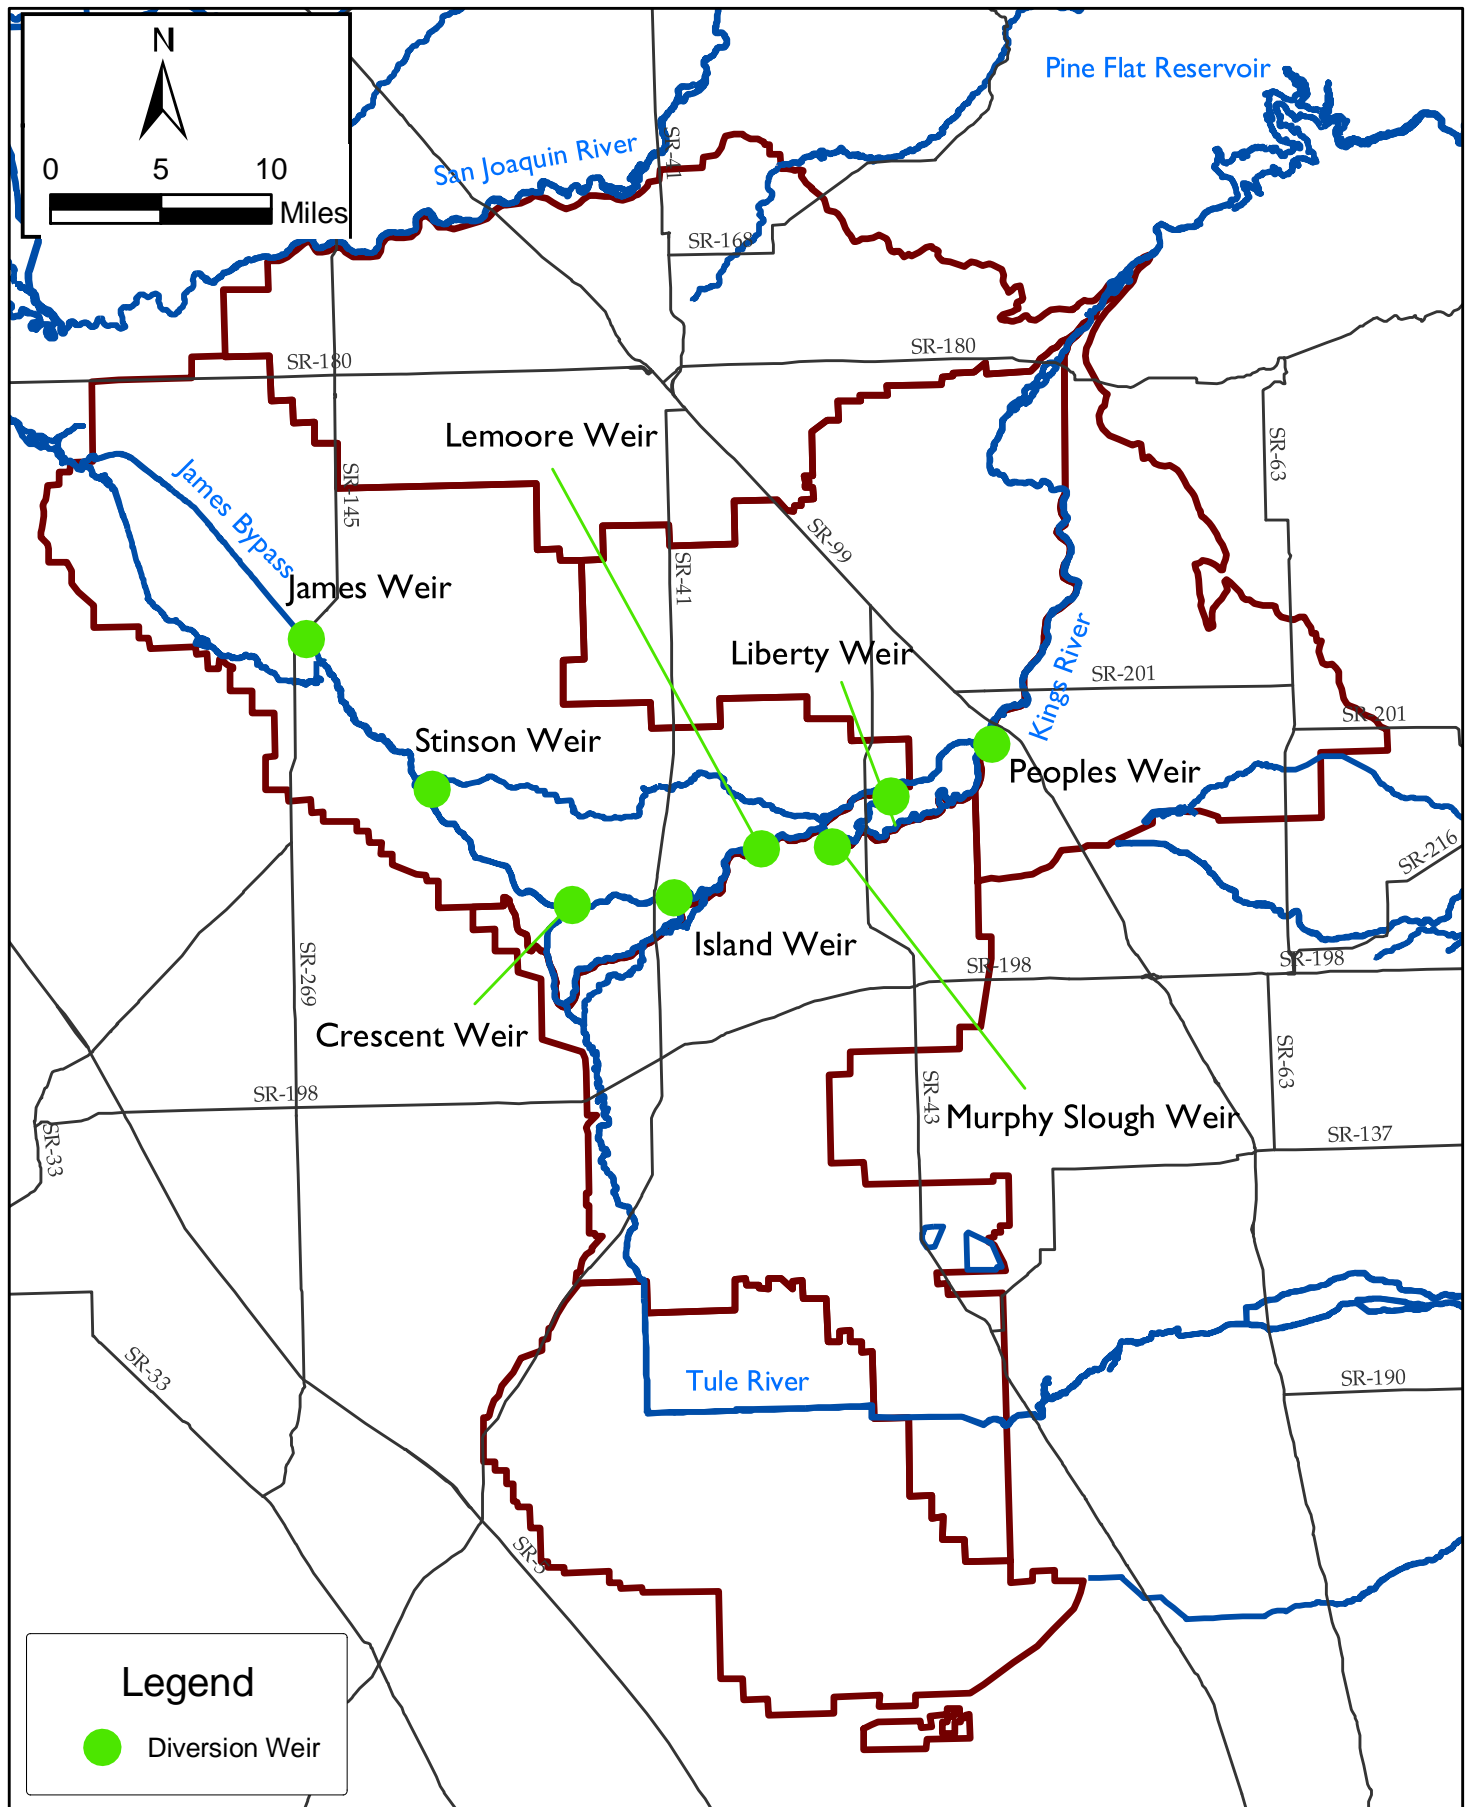 N
0 5 10
Miles
Pine Flat Reservoir
San Joaquin River
SR-41
SR-168
SR-180
SR-180
Lemoore Weir
SR-63
James Bypass
SR-145
SR-99
SR-41
James Weir
Liberty Weir
Kings River
SR-201
SR-201
Stinson Weir
Peoples Weir
SR-216
Island Weir
SR-198
SR-198
SR-269
Crescent Weir
SR-63
SR-198
SR-43
Murphy Slough Weir
SR-137
SR-33
SR-33
Tule River
SR-190
SR-5
Legend
Diversion Weir